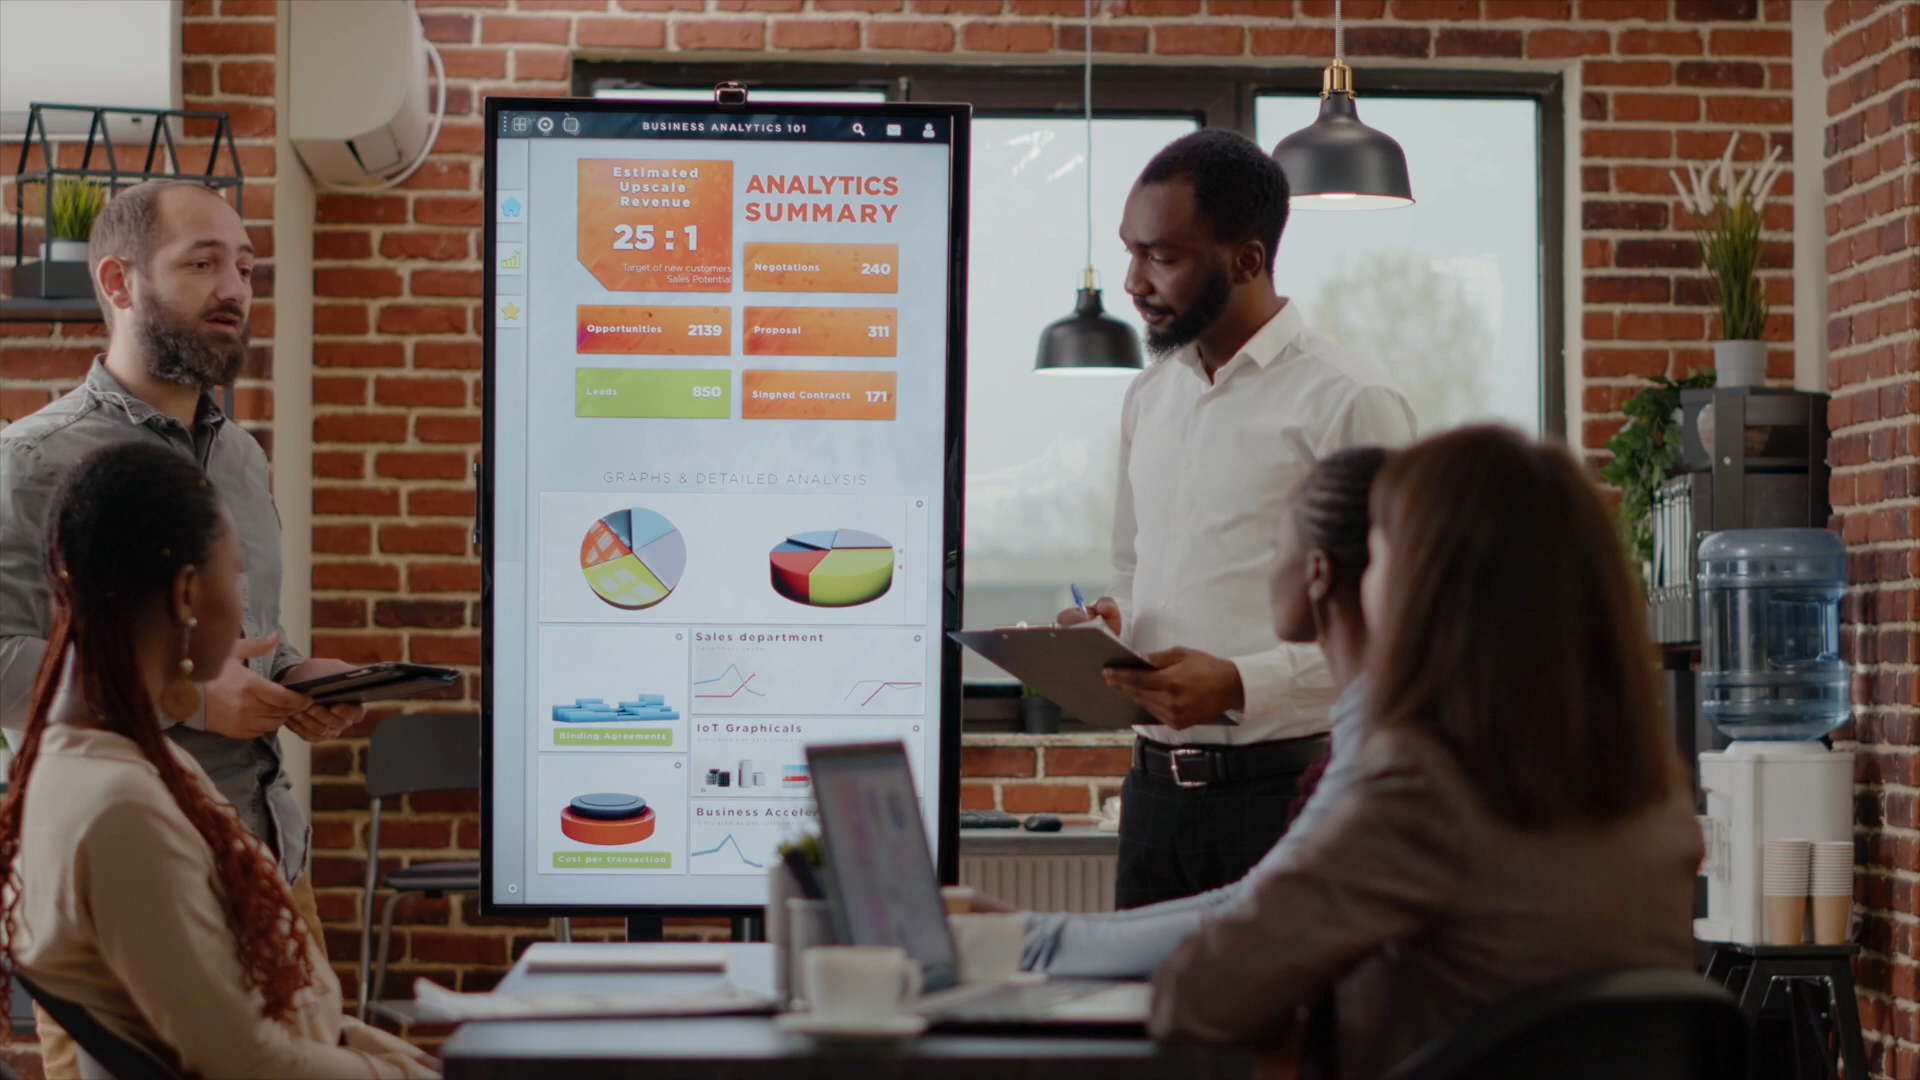 BUSINESS ANALYTICS 101
Estimated
Upscale
Revenue
25 : 1
Target of new customers
Sales Potential
ANALYTICS
SUMMARY
Negotations 240
Opportunities 2139
Proposal 311
Leads 850
Singned Contracts 171
GRAPHS & DETAILED ANALYSIS
Sales department
Binding Agreements
IoT Graphicals
Business Acceler
Cost per transaction